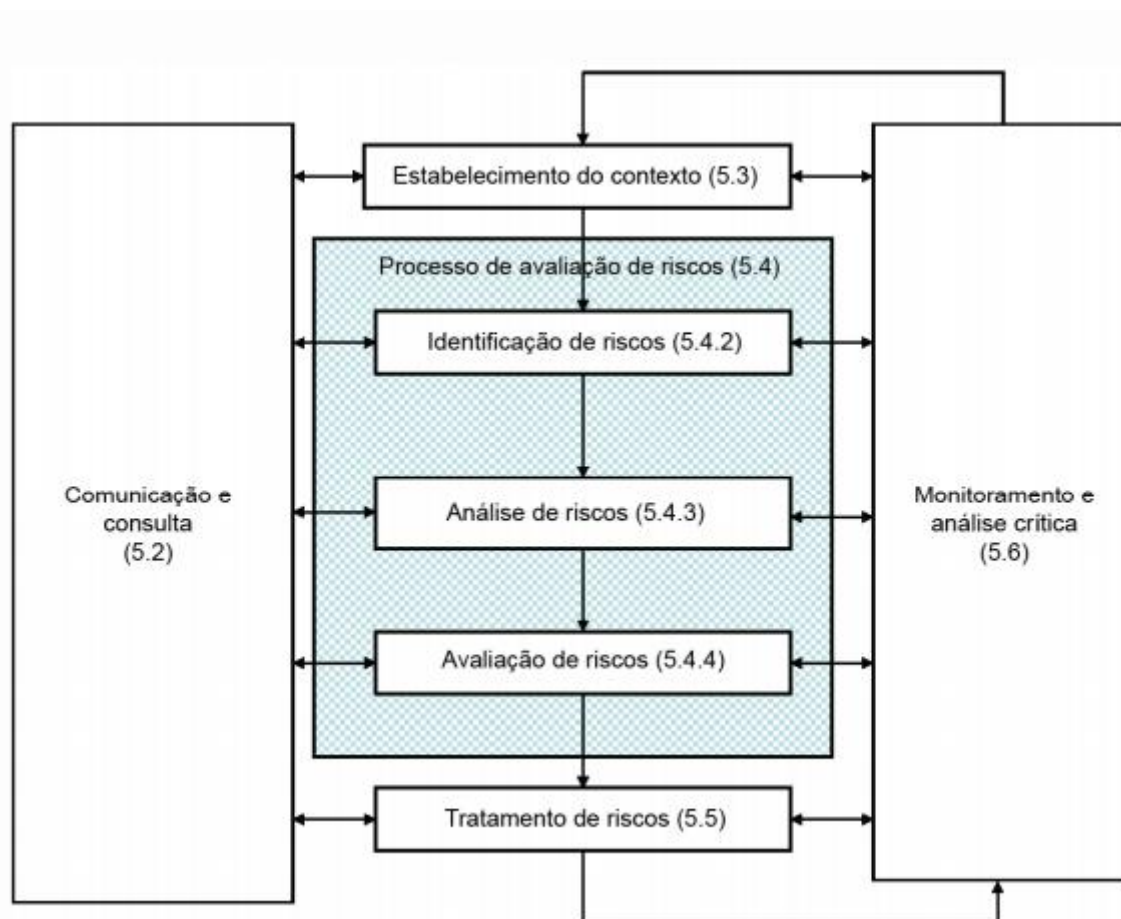 Estabelecimento do contexto (5.3)
Processo de avaliação de riscos (5.4)
Identificação de riscos (5.4.2)
Comunicação e
consulta
(5.2)
Análise de riscos (5.4.3)
Monitoramento e
análise crítica
(5.6)
Avaliação de riscos (5.4.4)
Tratamento de riscos (5.5)